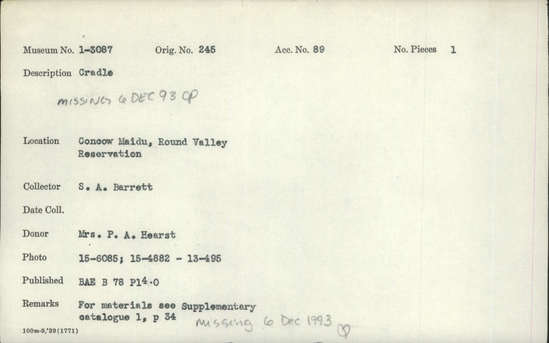 Museum No. 1-3087 Orig. No. 245 Acc. No. 89 No. Pieces 1
Description Cradle
MISSING 6 DEC 93 CP
Location Concow Maidu, Round Valley
Reservation
Collector S. A. Barrett
Date Coll.
Donor Mrs. P. A. Hearst
Photo 15-6085; 15-4882 - 13-495
Published BAE B 78 Pl 40
Remarks For materials see Supplementary
catalogue 1, p 34
missing 6 Dec 1993
100m-9,'39(1771)